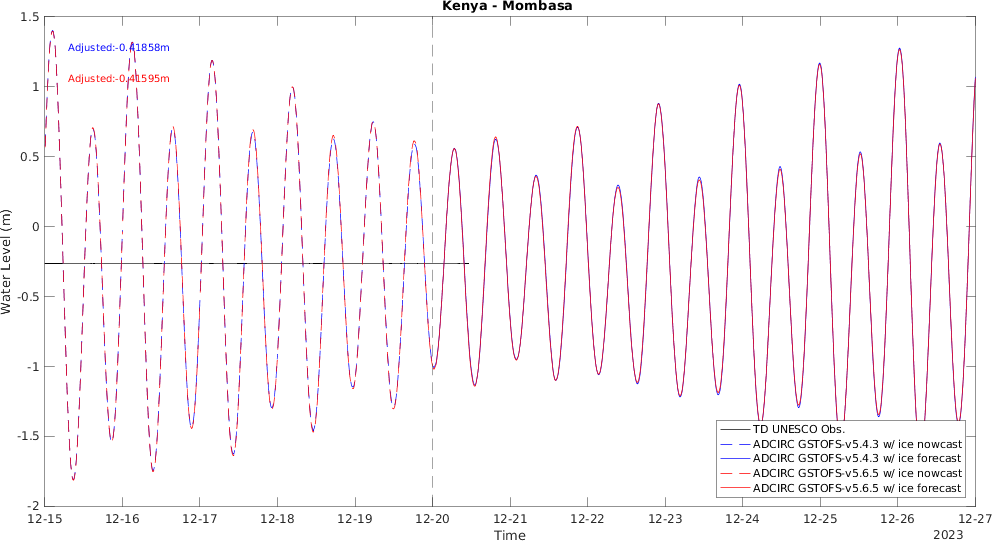 Kenya - Mombasa
1.5
1
0.5
0
-0.5
-1
-1.5
-2
Water Level (m)
Adjusted:-0.41858m
Adjusted:-0.41595m
TD UNESCO Obs.
ADCIRC GSTOFS-v5.4.3 w/ ice nowcast
ADCIRC GSTOFS-v5.4.3 w/ ice forecast
ADCIRC GSTOFS-v5.6.5 w/ ice nowcast
ADCIRC GSTOFS-v5.6.5 w/ ice forecast
12-15 12-16 12-17 12-18 12-19 12-20 12-21 12-22 12-23 12-24 12-25 12-26 12-27
Time
2023